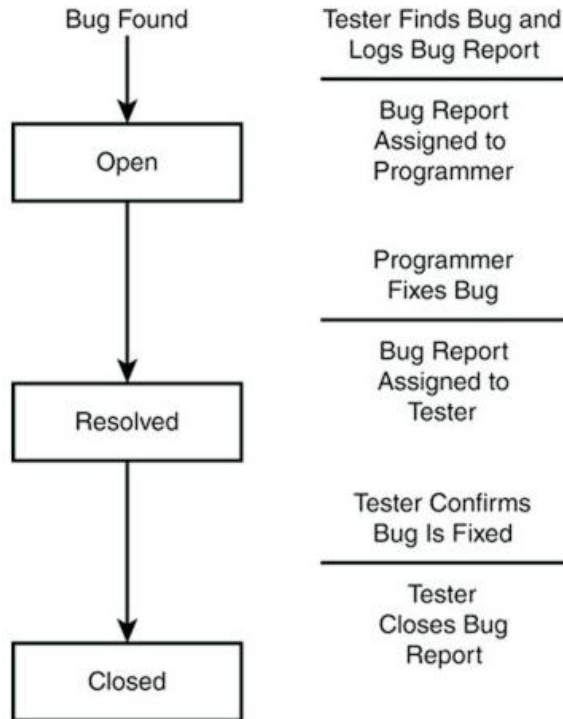 Bug Found
Tester Finds Bug and
Logs Bug Report
Open
Bug Report
Assigned to
Programmer
Programmer
Fixes Bug
Resolved
Bug Report
Assigned to
Tester
Tester Confirms
Bug Is Fixed
Closed
Tester
Closes Bug
Report